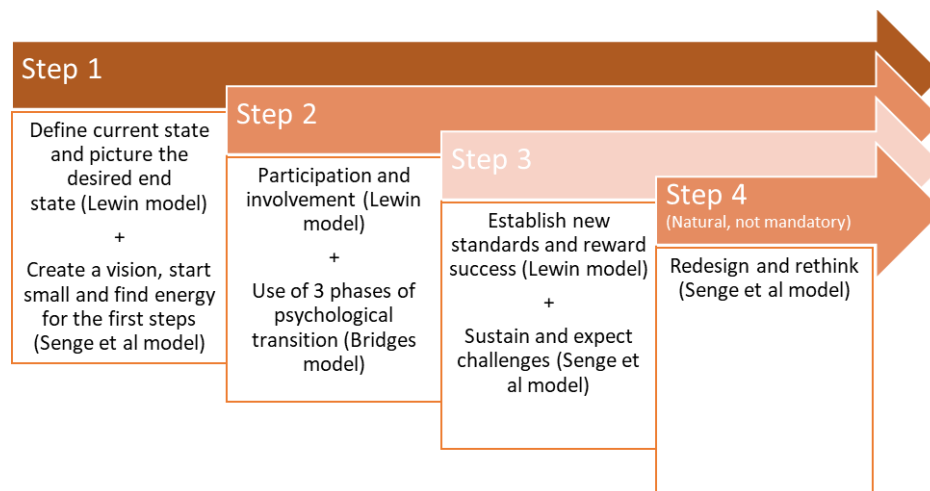 Step 1
Define current state
and picture the
desired end
state (Lewin model)
+
Create a vision, start
small and find energy
for the first steps
(Senge et al model)
Step 2
Participation and
involvement (Lewin
model)
+
Use of 3 phases of
psychological
transition (Bridges
model)
Step 3
Establish new
standards and reward
success (Lewin model)
+
Sustain and expect
challenges (Senge et
al model)
Step 4
(Natural, not mandatory)
Redesign and rethink
(Senge et al model)